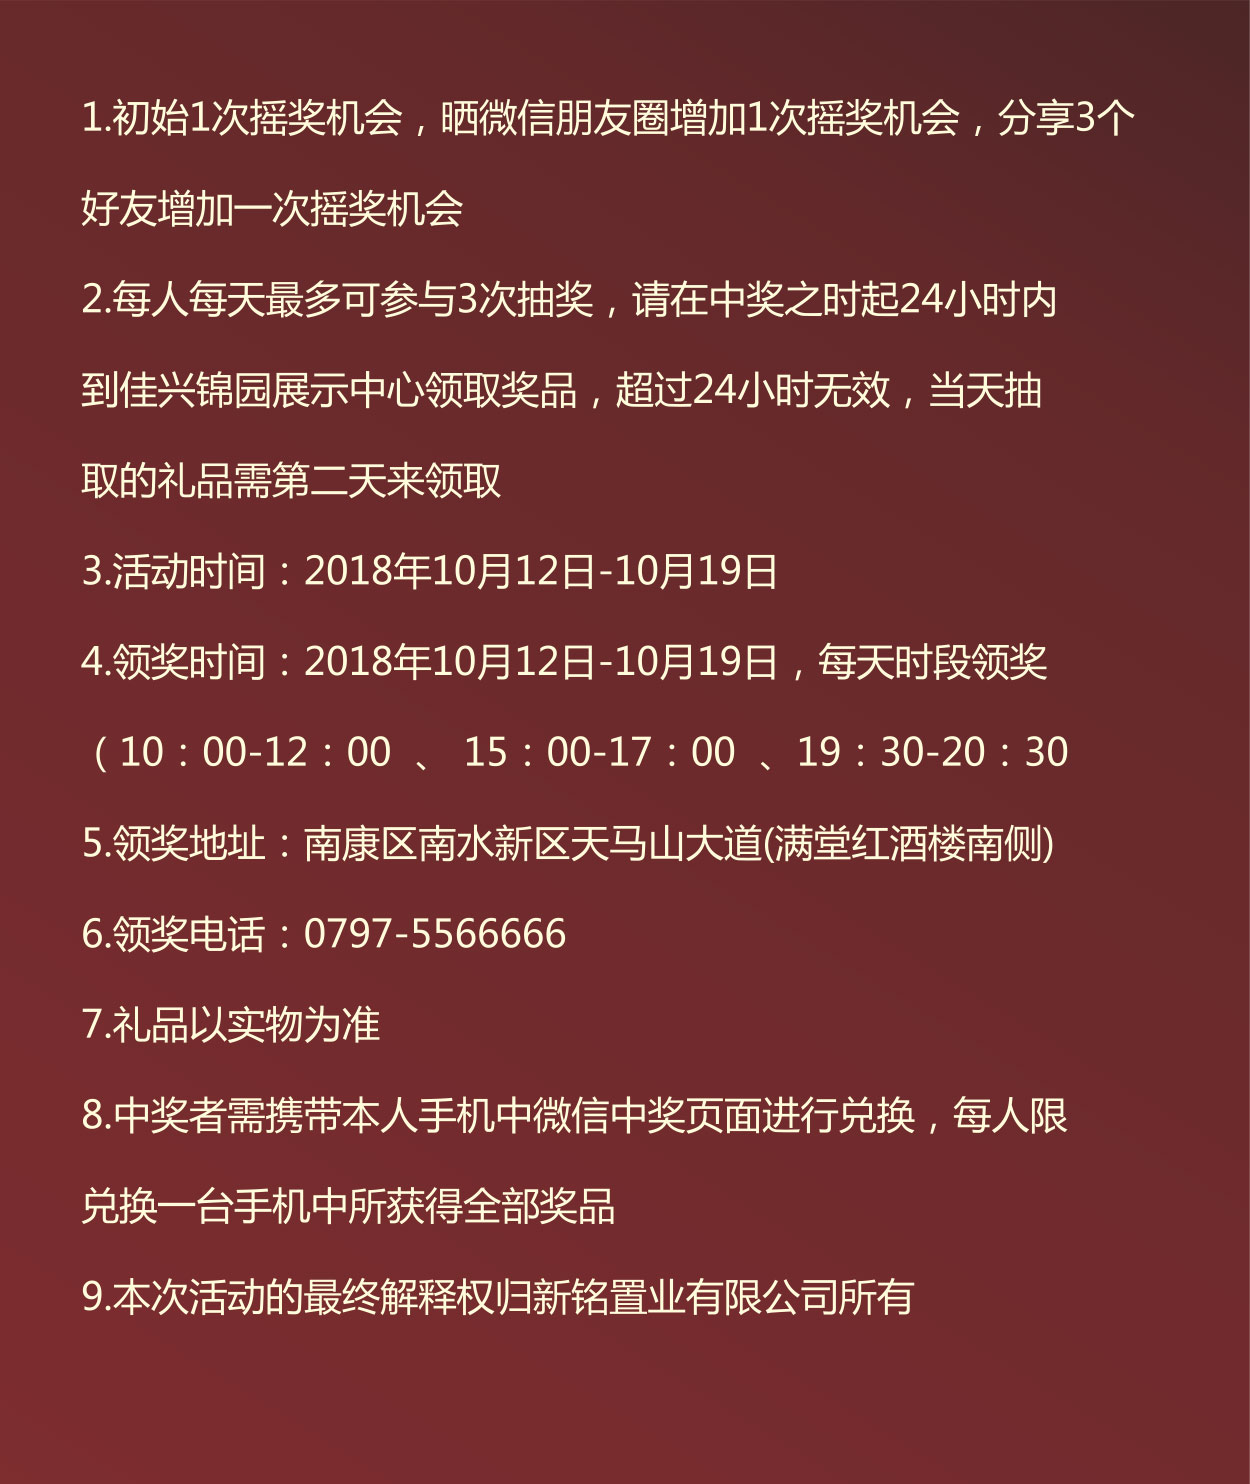 1.初始1次摇奖机会，晒微信朋友圈增加1次摇奖机会，分享3个
好友增加一次摇奖机会
2.每人每天最多可参与3次抽奖，请在中奖之时起24小时内
到佳兴锦园展示中心领取奖品，超过24小时无效，当天抽
取的礼品需第二天来领取
3.活动时间：2018年10月12日-10月19日
4.领奖时间：2018年10月12日-10月19日，每天时段领奖
（10：00-12：00 、 15：00-17：00 、19：30-20：30
5.领奖地址：南康区南水新区天马山大道(满堂红酒楼南侧)
6.领奖电话：0797-5566666
7.礼品以实物为准
8.中奖者需携带本人手机中微信中奖页面进行兑换，每人限
兑换一台手机中所获得全部奖品
9.本次活动的最终解释权归新铭置业有限公司所有